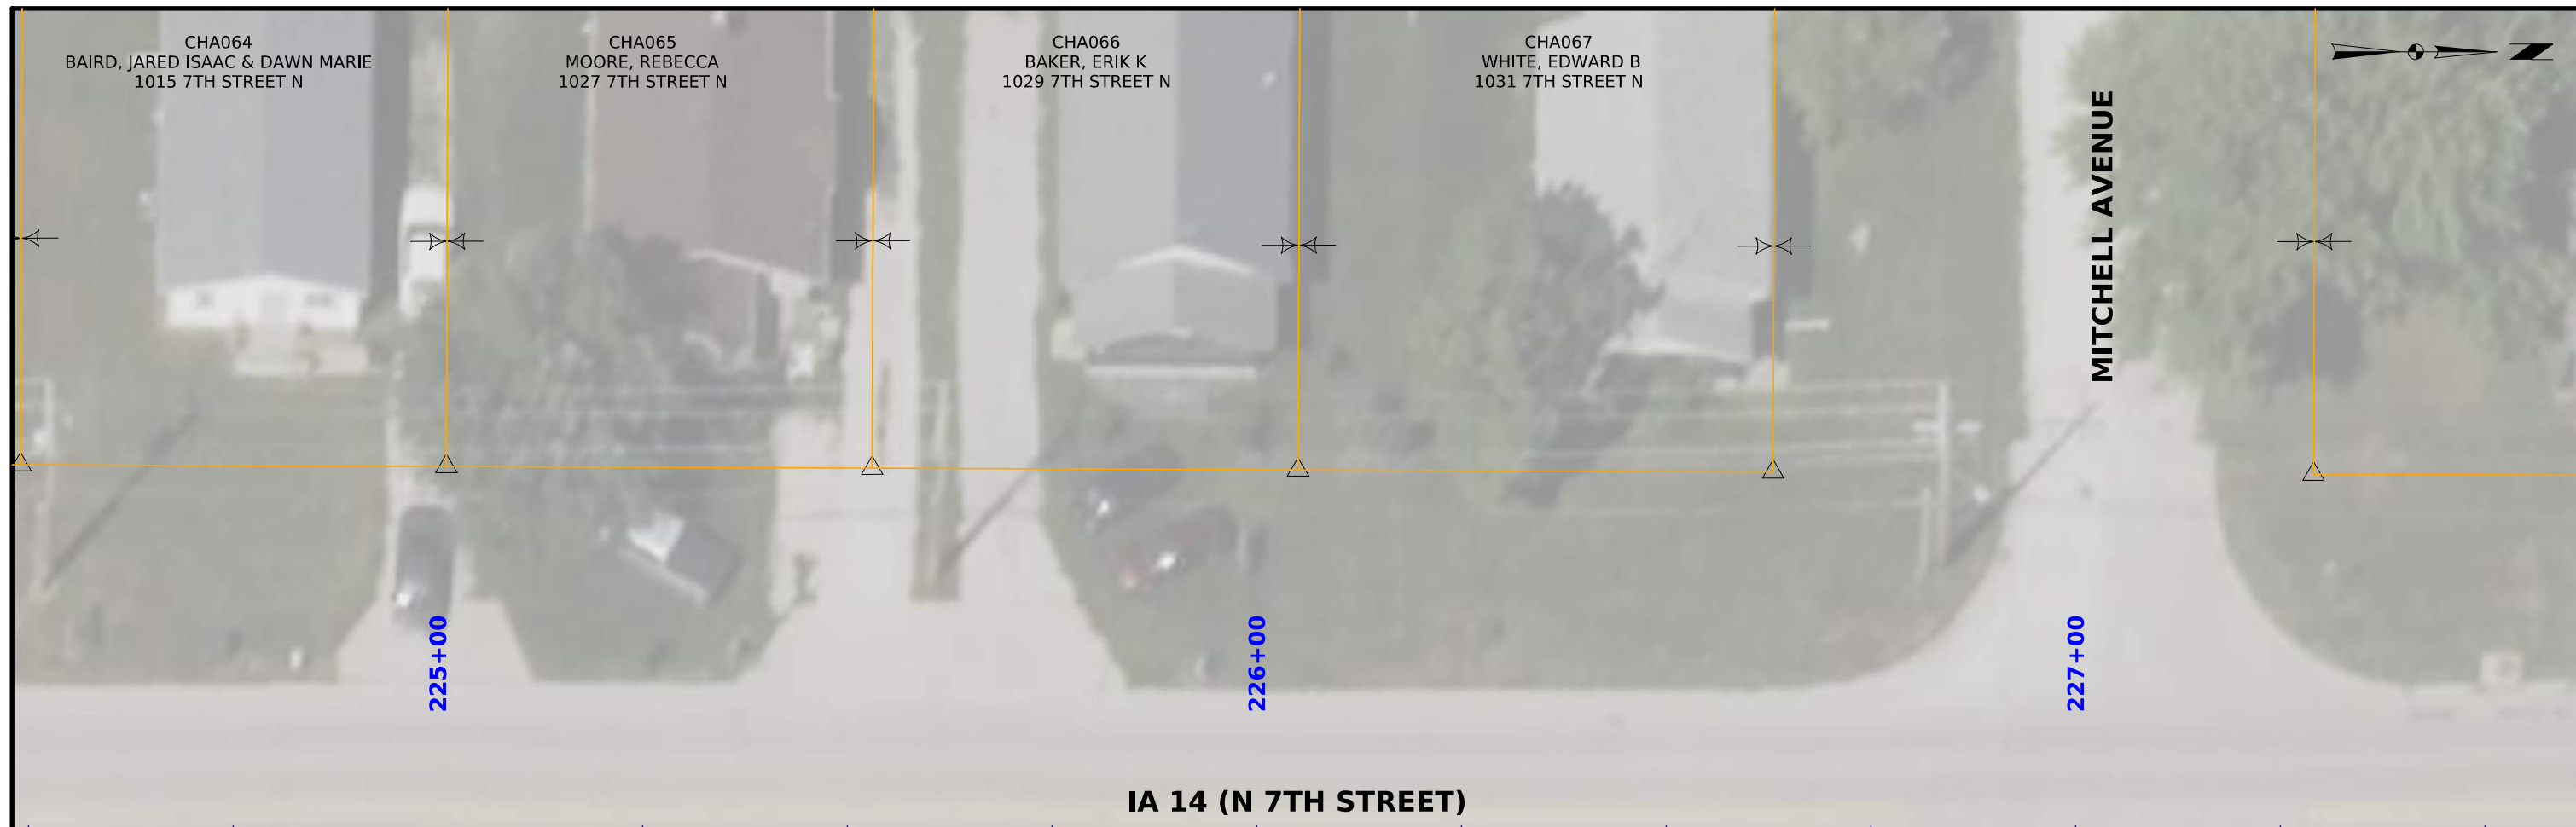 CHA064
BAIRD, JARED ISAAC & DAWN MARIE
1015 7TH STREET N
CHA065
MOORE, REBECCA
1027 7TH STREET N
CHA066
BAKER, ERIK K
1029 7TH STREET N
CHA067
WHITE, EDWARD B
1031 7TH STREET N
Z
MITCHELL AVENUE
225+00
226+00
227+00
IA 14 (N 7TH STREET)